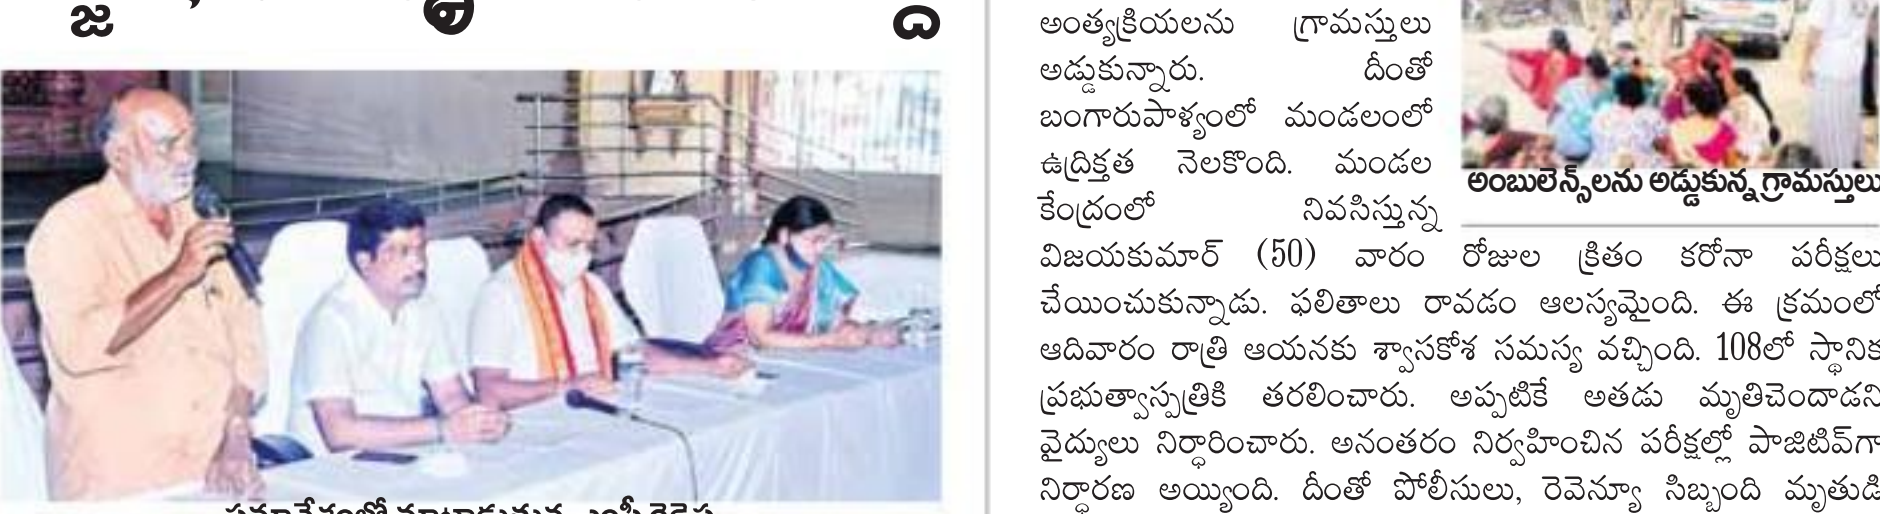 అంత్యక్రియలను గ్రామస్తులు
అడ్డుకున్నారు. దీంతో
బంగారుపాళ్యంలో మండలంలో
ఉద్రిక్తత నెలకొంది. మండల
కేంద్రంలో నివసిస్తున్న
అంబులెన్స్‌లను అడ్డుకున్న గ్రామస్తులు
విజయకుమార్ (50) వారం రోజుల క్రితం కరోనా పరీక్షలు
చేయించుకున్నాడు. ఫలితాలు రావడం ఆలస్యమైంది. ఈ క్రమంలో
ఆదివారం రాత్రి ఆయనకు శ్వాసకోశ సమస్య వచ్చింది. 108లో స్థానిక
ప్రభుత్వాస్పత్రికి తరలించారు. అప్పటికే అతడు మృతిచెందాడని
వైద్యులు నిర్ధారించారు. అనంతరం నిర్వహించిన పరీక్షల్లో పాజిటివ్‌గా
నిర్ధారణ అయ్యింది. దీంతో పోలీసులు, రెవెన్యూ సిబ్బంది మృతుడి